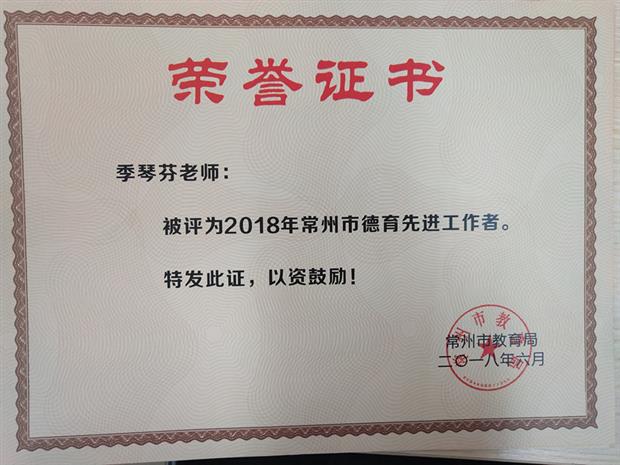 荣誉证书
季琴芬老师：
被评为2018年常州市德育先进工作者。
特发此证，以资鼓励！
常州市教育局
二〇一八年六月